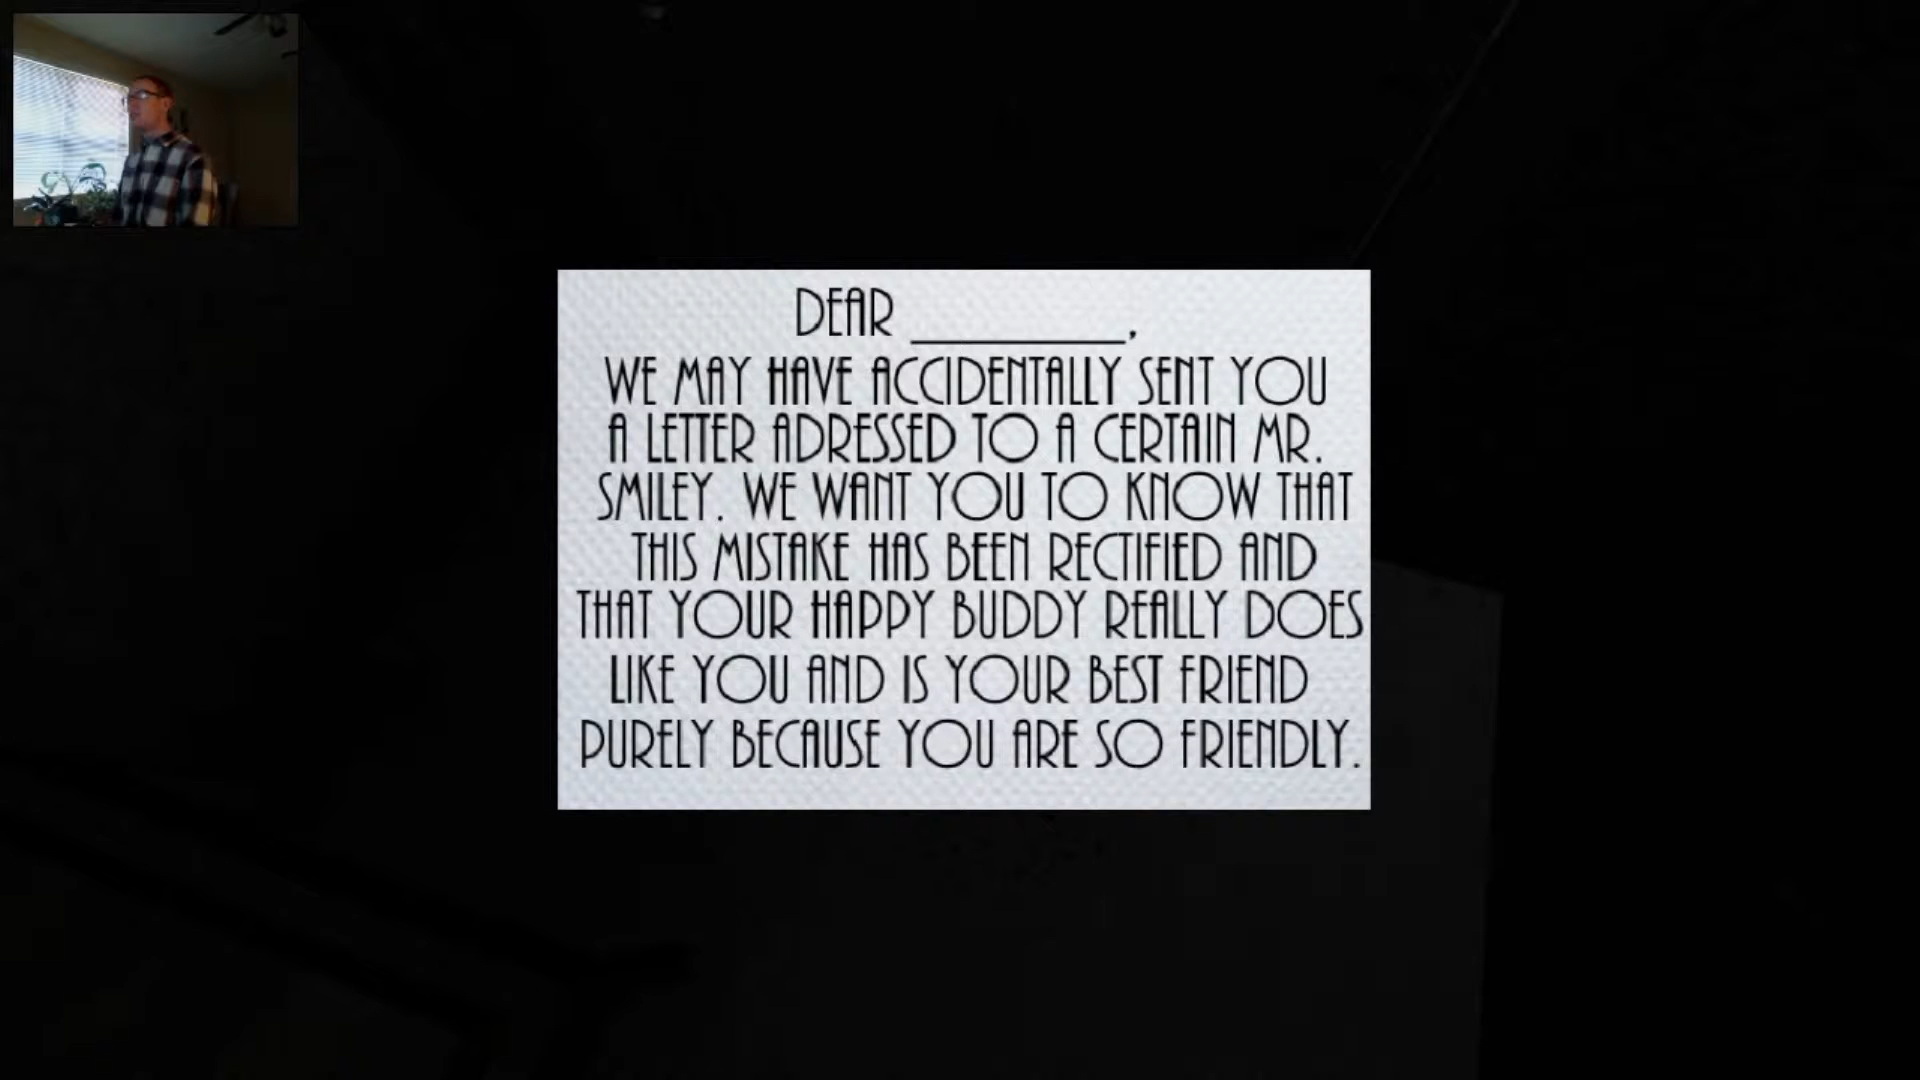 DEAR __________,
WE MAY HAVE ACCIDENTALLY SENT YOU
A LETTER ADRESSED TO A CERTAIN MR.
SMILEY. WE WANT YOU TO KNOW THAT
THIS MISTAKE HAS BEEN RECTIFIED AND
THAT YOUR HAPPY BUDDY REALLY DOES
LIKE YOU AND IS YOUR BEST FRIEND
PURELY BECAUSE YOU ARE SO FRIENDLY.